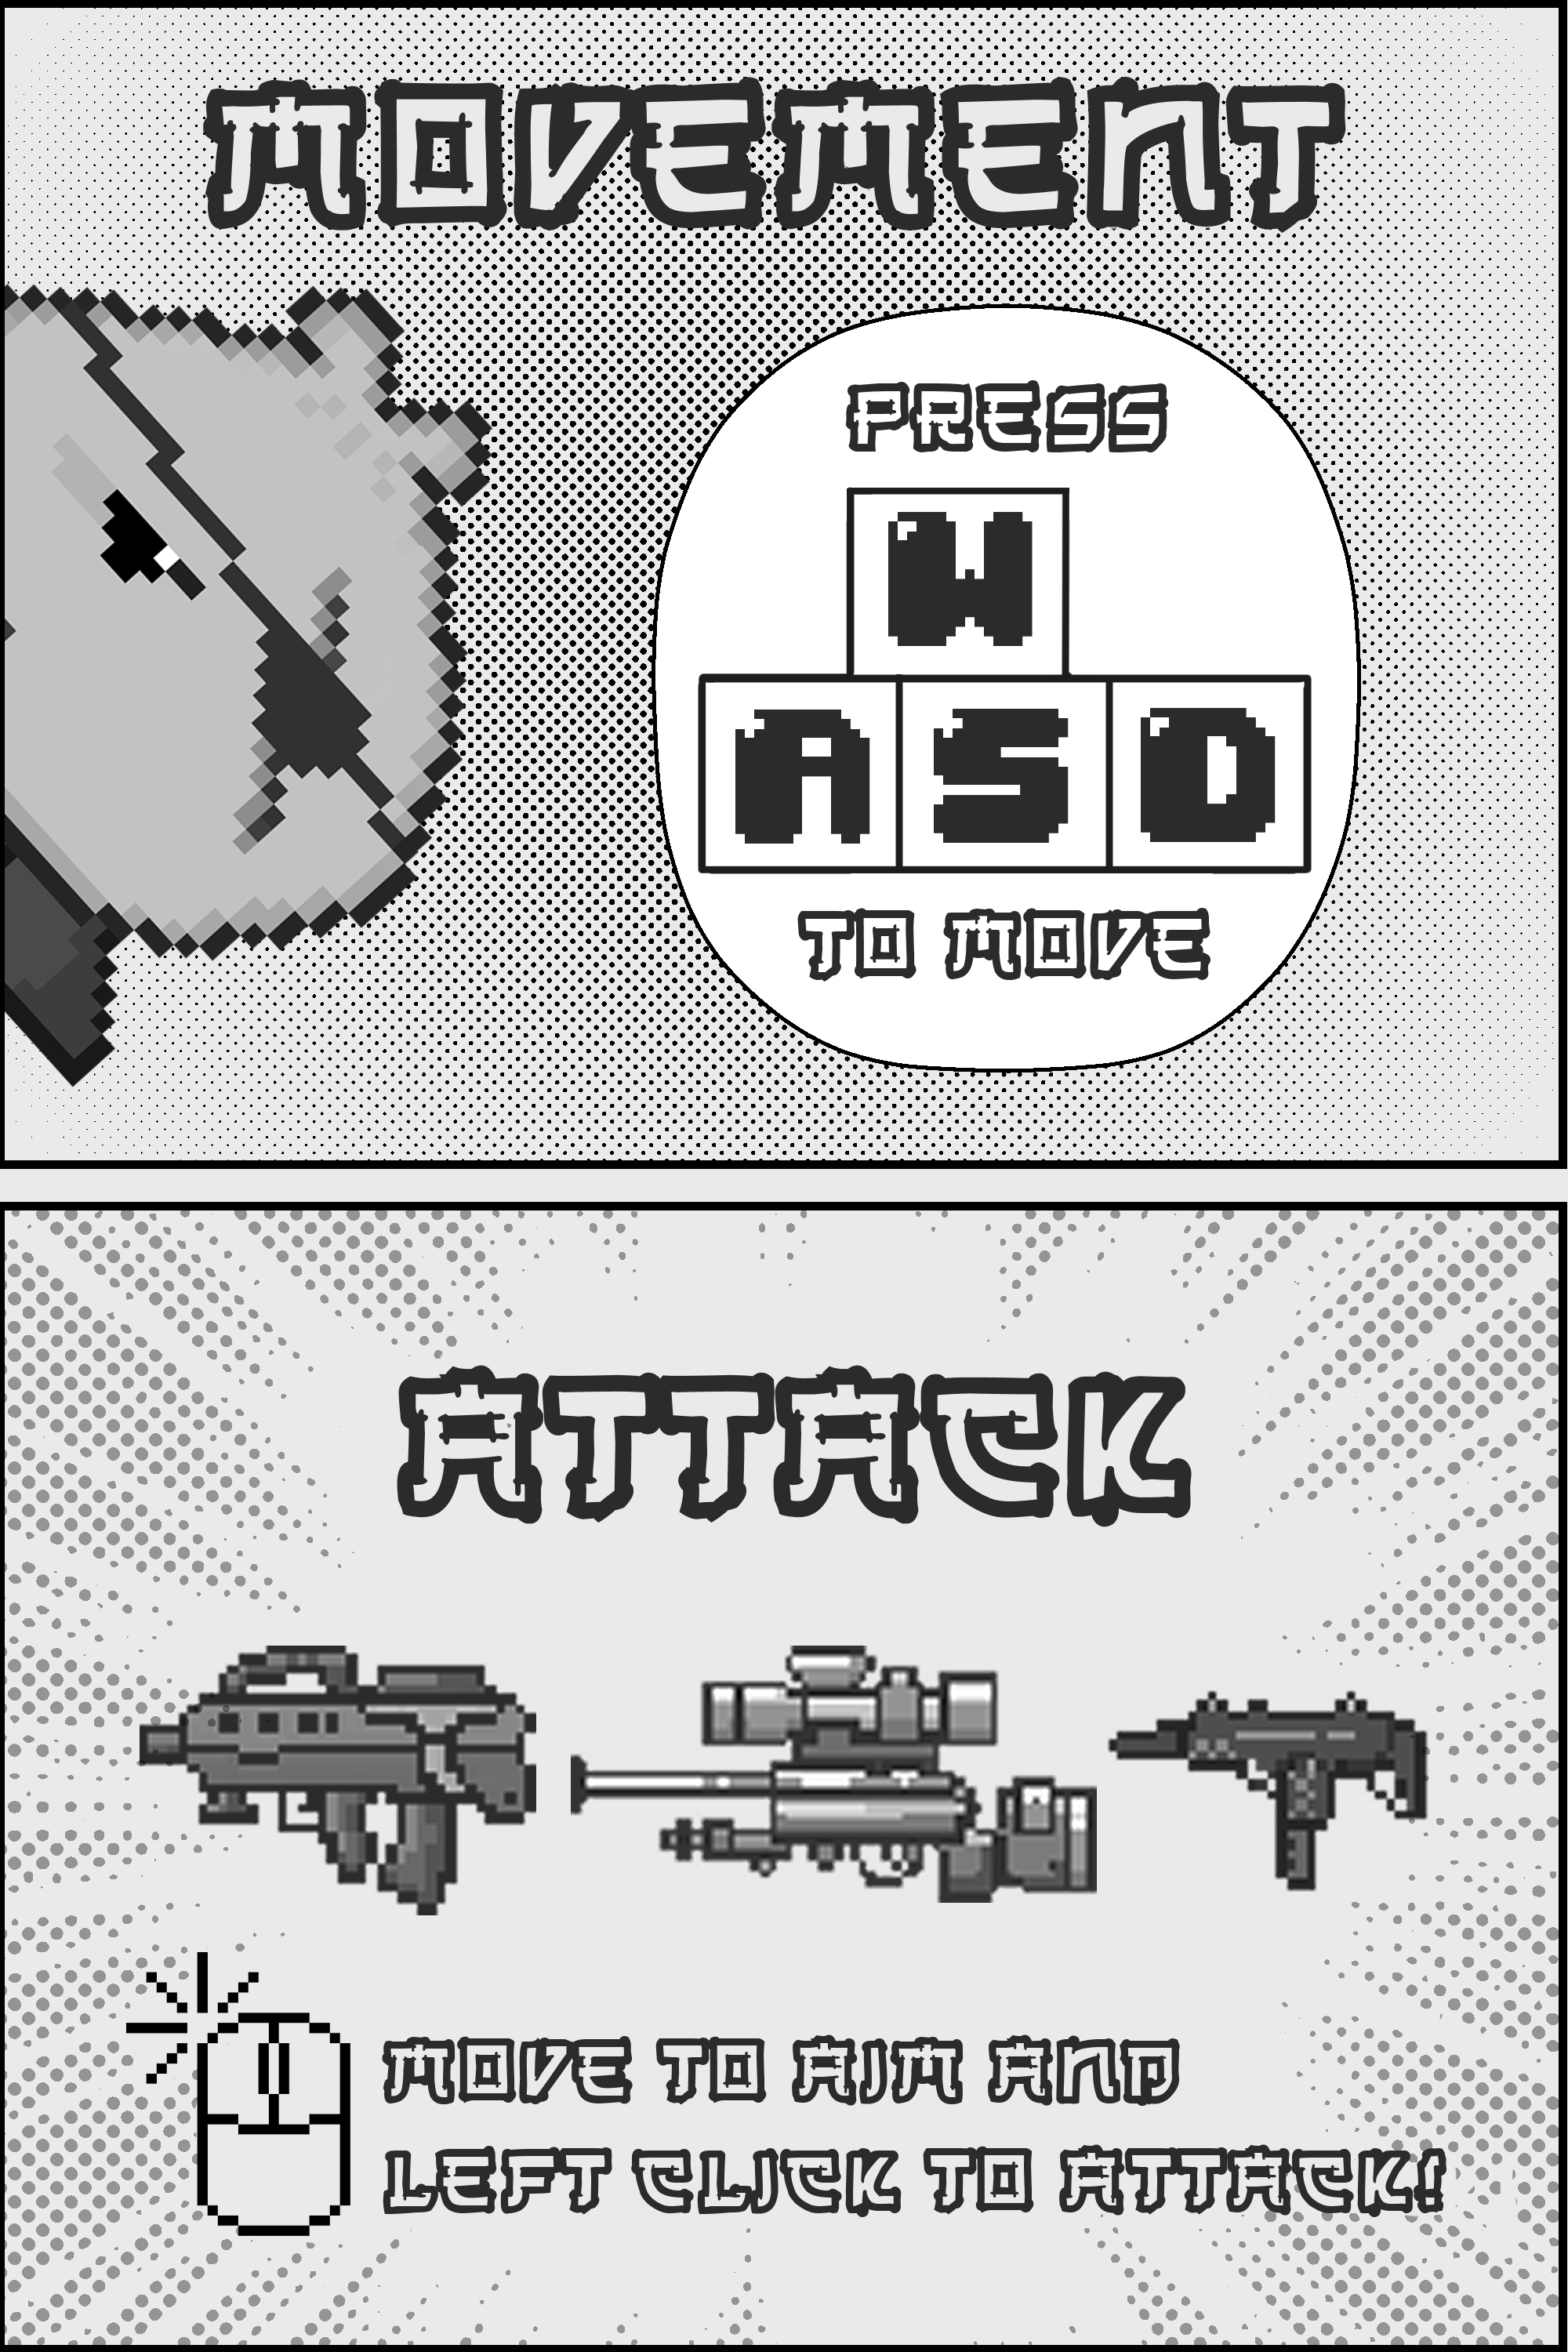 MOVEMENT
PRESS
W
A S D
TO MOVE
ATTACK
MOVE TO AIM AND
LEFT CLICK TO ATTACK!